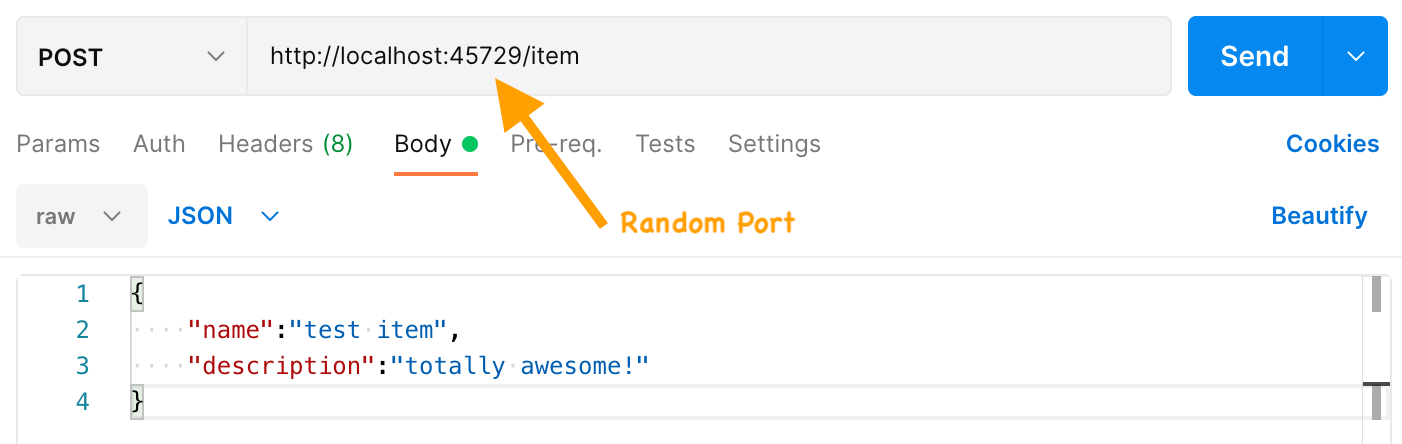 POST http://localhost:45729/item Send
Params Auth Headers (8) Body Pre-req. Tests Settings Cookies
raw JSON Beautify
Random Port
1 {
2 "name":"test item",
3 "description":"totally awesome!"
4 }